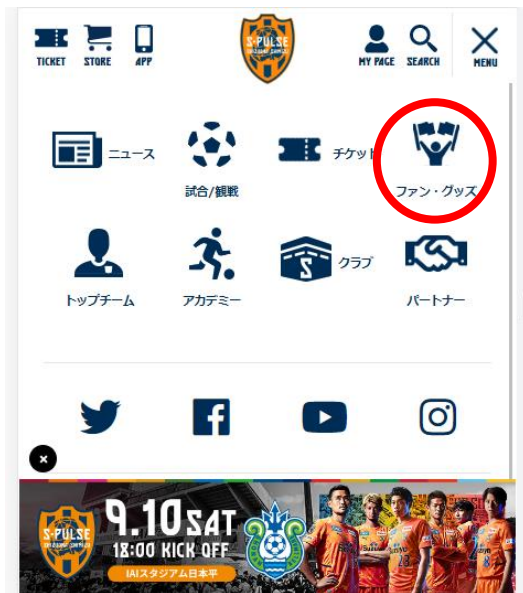 TICKET STORE APP MY PAGE SEARCH MENU
S-PULSE
ニュース
試合/観戦
チケット
ファン・グッズ
トップチーム
アカデミー
クラブ
パートナー
S-PULSE
9.10 SAT
18:00 KICK OFF
IAIスタジアム日本平